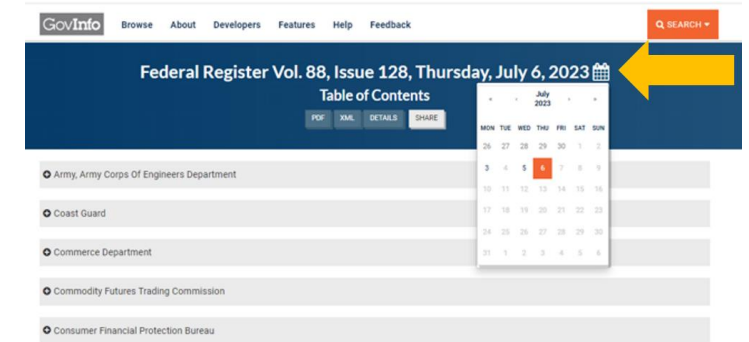 GovInfo Browse About Developers Features Help Feedback SEARCH
Federal Register Vol. 88, Issue 128, Thursday, July 6, 2023
Table of Contents
PDF XML DETAILS SHARE
« ‹ July 2023 › »
MON TUE WED THU FRI SAT SUN
26 27 28 29 30 1 2
3 4 5 6 7 8 9
10 11 12 13 14 15 16
17 18 19 20 21 22 23
24 25 26 27 28 29 30
31 1 2 3 4 5 6
Army, Army Corps Of Engineers Department
Coast Guard
Commerce Department
Commodity Futures Trading Commission
Consumer Financial Protection Bureau